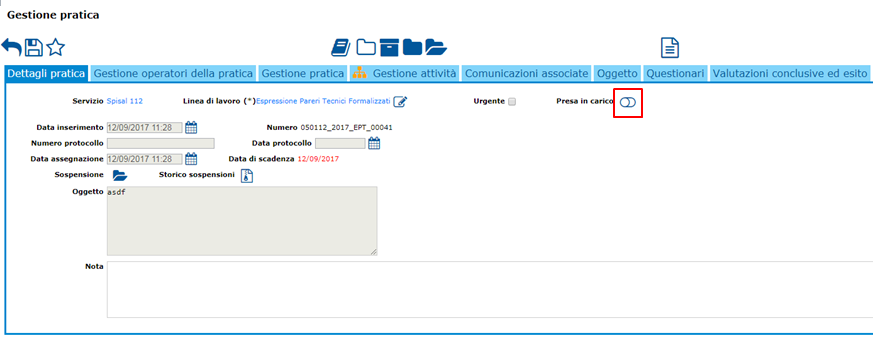 Gestione pratica
Dettagli pratica Gestione operatori della pratica Gestione pratica Gestione attività Comunicazioni associate Oggetto Questionari Valutazioni conclusive ed esito
Servizio Spisal 112 Linea di lavoro (*) Espressione Pareri Tecnici Formalizzati Urgente Presa in carico
Data inserimento 12/09/2017 11:28 Numero 050112_2017_EPT_00041
Numero protocollo Data protocollo
Data assegnazione 12/09/2017 11:28 Data di scadenza 12/09/2017
Sospensione Storico sospensioni
Oggetto asdf
Nota